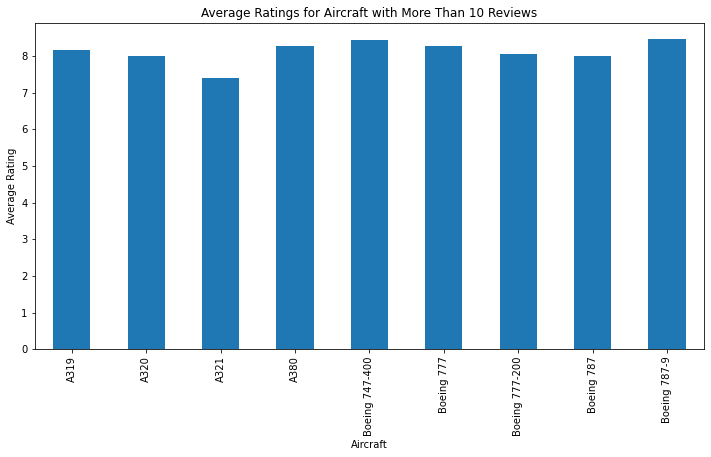 Average Ratings for Aircraft with More Than 10 Reviews
Average Rating
8
7
6
5
4
3
2
1
0
A319
A320
A321
A380
Boeing 747-400
Boeing 777
Boeing 777-200
Boeing 787
Boeing 787-9
Aircraft